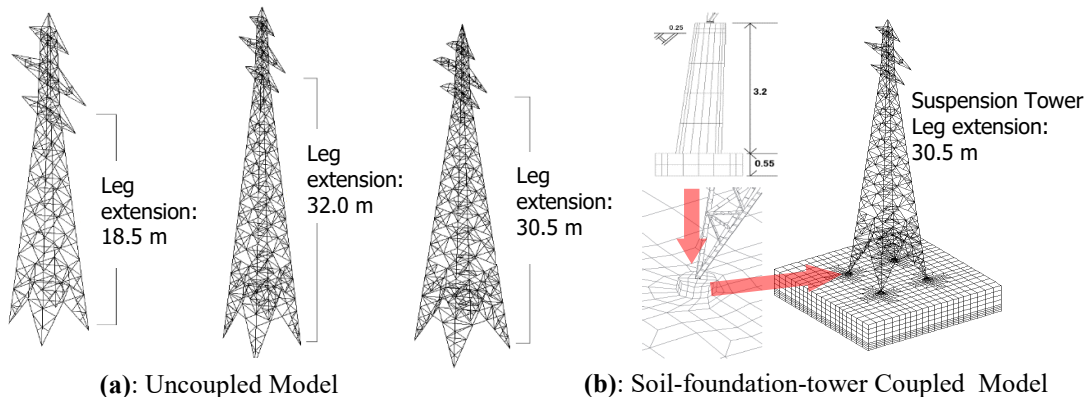 Leg
extension:
18.5 m
Leg
extension:
32.0 m
Leg
extension:
30.5 m
(a): Uncoupled Model
0.25
3.2
0.55
Suspension Tower
Leg extension:
30.5 m
(b): Soil-foundation-tower Coupled Model